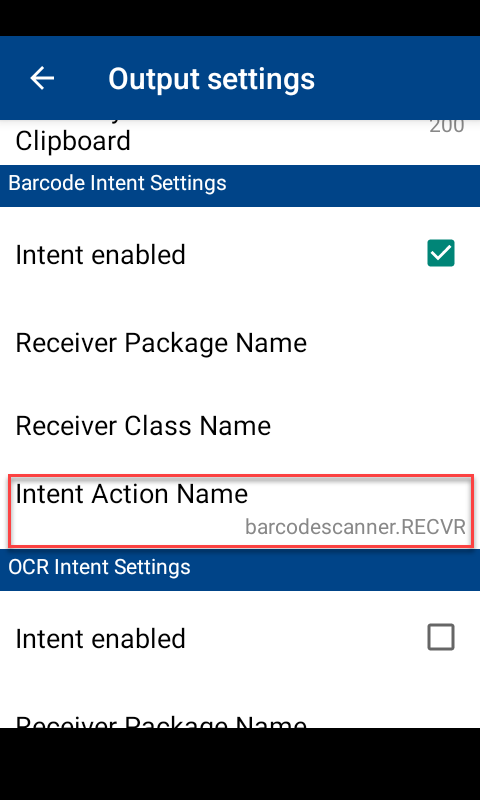 Output settings
Clipboard
200
Barcode Intent Settings
Intent enabled
Receiver Package Name
Receiver Class Name
Intent Action Name
barcodescanner.RECVR
OCR Intent Settings
Intent enabled
Receiver Package Name